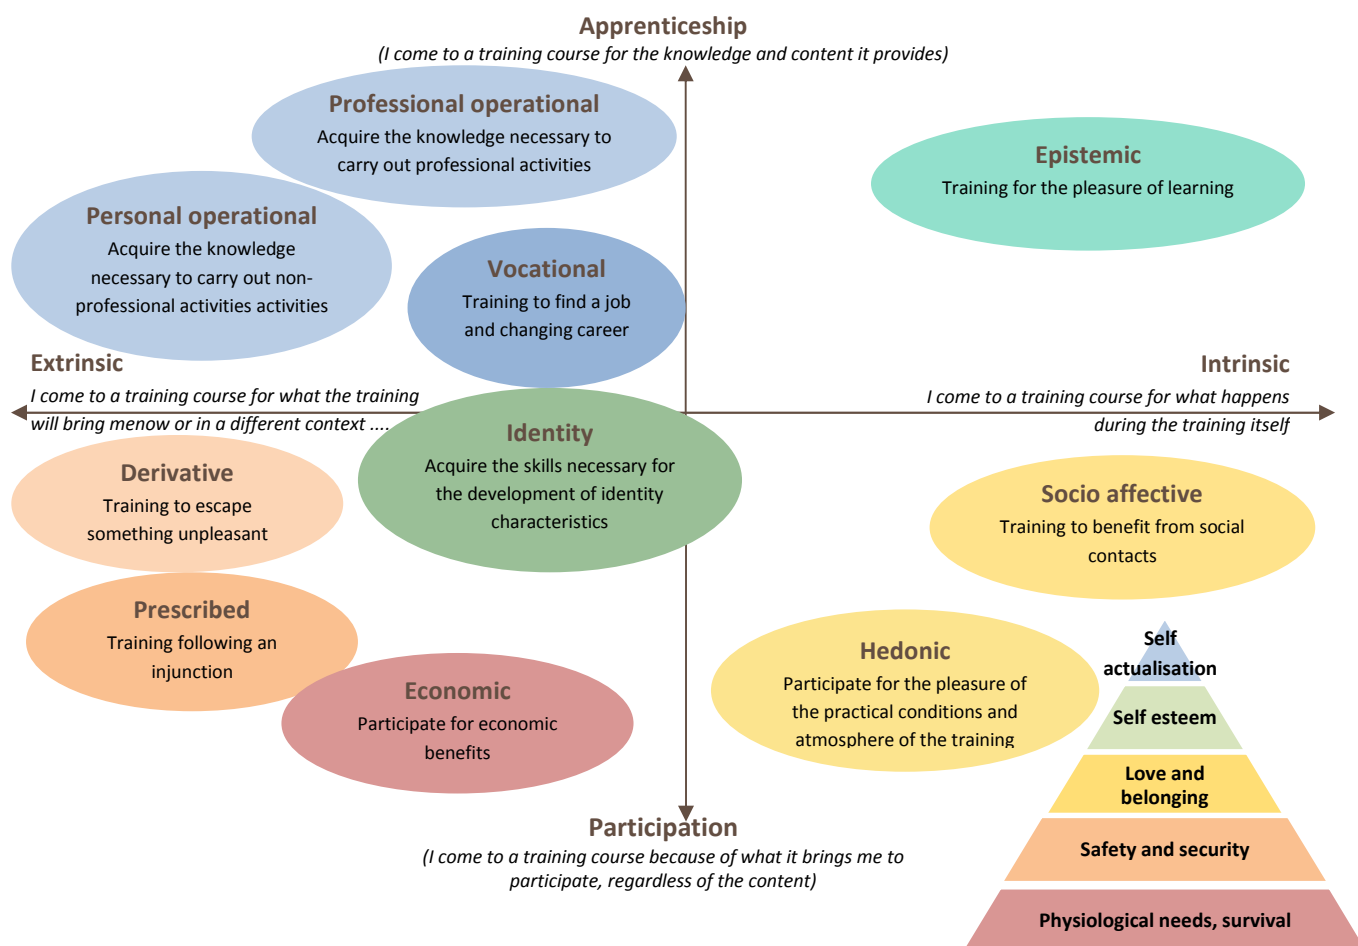 Apprenticeship
(I come to a training course for the knowledge and content it provides)
Professional operational
Acquire the knowledge necessary to
carry out professional activities
Epistemic
Training for the pleasure of learning
Personal operational
Acquire the knowledge
necessary to carry out non-
professional activities activities
Vocational
Training to find a job
and changing career
Extrinsic
I come to a training course for what the training
will bring menow or in a different context ....
Intrinsic
I come to a training course for what happens
during the training itself
Identity
Acquire the skills necessary for
the development of identity
characteristics
Derivative
Training to escape
something unpleasant
Socio affective
Training to benefit from social
contacts
Prescribed
Training following an
injunction
Economic
Participate for economic
benefits
Hedonic
Participate for the pleasure of
the practical conditions and
atmosphere of the training
Self
actualisation
Self esteem
Love and
belonging
Safety and security
Physiological needs, survival
Participation
(I come to a training course because of what it brings me to
participate, regardless of the content)